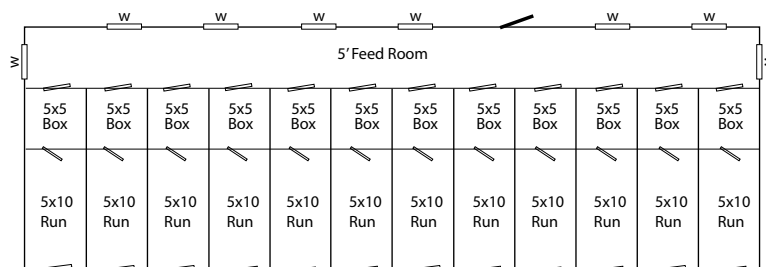 W W W W W W
5' Feed Room
W
W
5x5 5x5 5x5 5x5 5x5 5x5 5x5 5x5 5x5 5x5 5x5 5x5
Box Box Box Box Box Box Box Box Box Box Box Box
5x10 5x10 5x10 5x10 5x10 5x10 5x10 5x10 5x10 5x10 5x10 5x10
Run Run Run Run Run Run Run Run Run Run Run Run